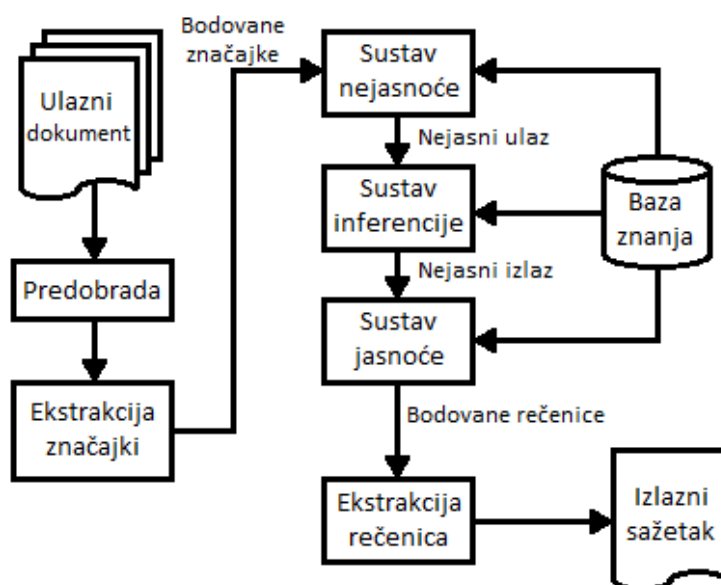 Ulazni
dokument
Predobrada
Ekstrakcija
značajki
Bodovane
značajke
Sustav
nejasnoće
Nejasni ulaz
Sustav
inferencije
Nejasni izlaz
Sustav
jasnoće
Baza
znanja
Bodovane rečenice
Ekstrakcija
rečenica
Izlazni
sažetak